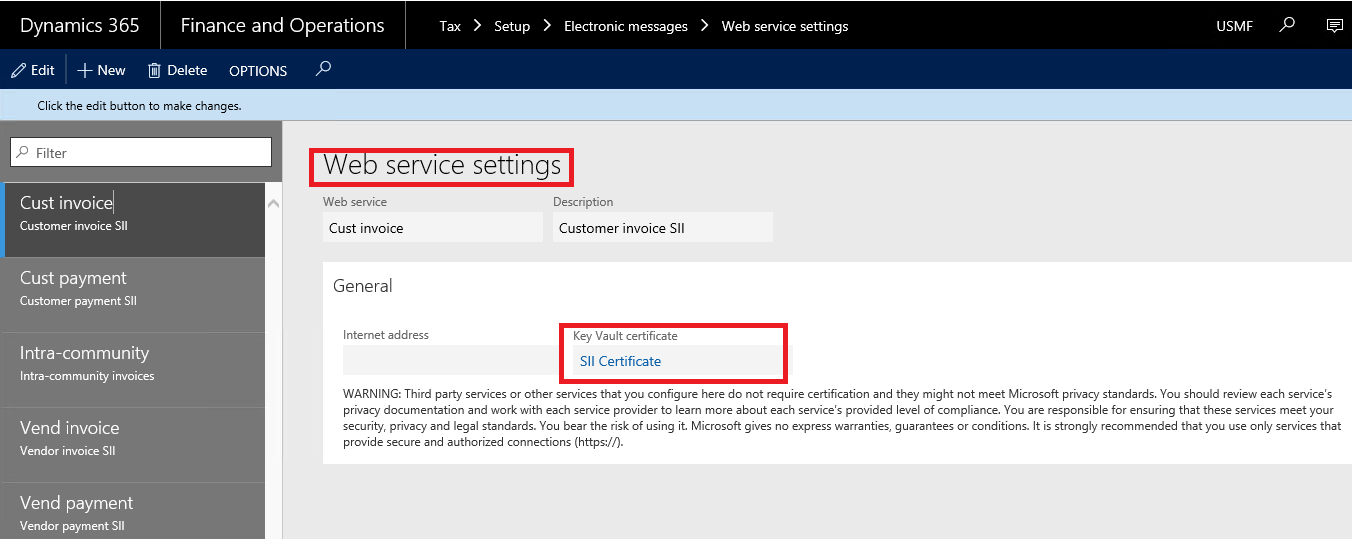 Dynamics 365 Finance and Operations Tax > Setup > Electronic messages > Web service settings USMF
Edit New Delete OPTIONS
Click the edit button to make changes.
Filter
Cust invoice
Customer invoice SII
Cust payment
Customer payment SII
Intra-community
Intra-community invoices
Vend invoice
Vendor invoice SII
Vend payment
Vendor payment SII
Web service settings
Web service Description
Cust invoice Customer invoice SII
General
Internet address Key Vault certificate
SII Certificate
WARNING: Third party services or other services that you configure here do not require certification and they might not meet Microsoft privacy standards. You should review each service's
privacy documentation and work with each service provider to learn more about each service's provided level of compliance. You are responsible for ensuring that these services meet your
security, privacy and legal standards. You bear the risk of using it. Microsoft gives no express warranties, guarantees or conditions. It is strongly recommended that you use only services that
provide secure and authorized connections (https://).